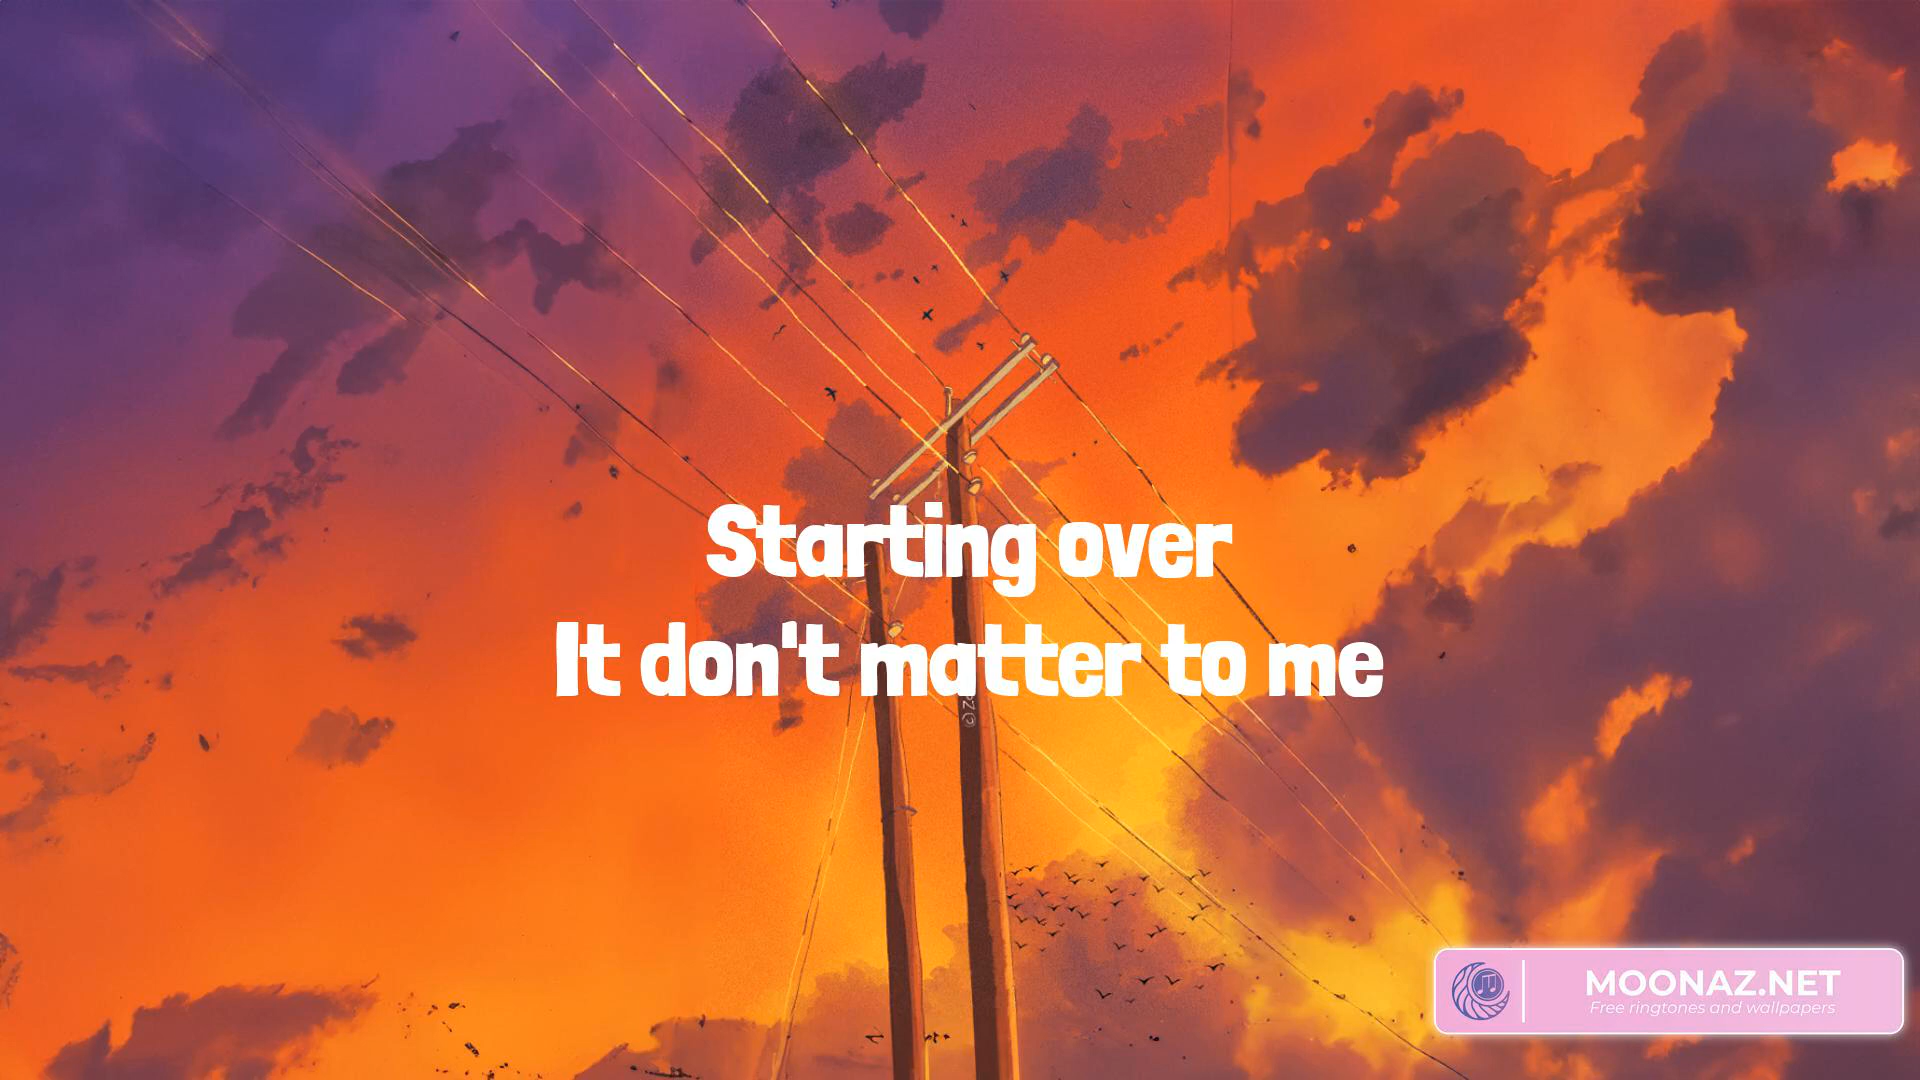 Starting over
It don't matter to me
MOONAZ.NET
Free ringtones and wallpapers